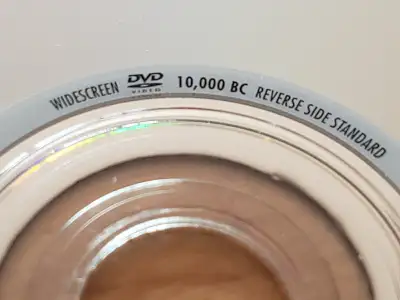 WIDESCREEN DVD VIDEO 10,000 BC REVERSE SIDE STANDARD